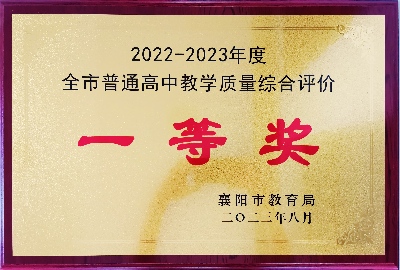 2022-2023年度
全市普通高中教学质量综合评价
一等奖
襄阳市教育局
二〇二三年八月